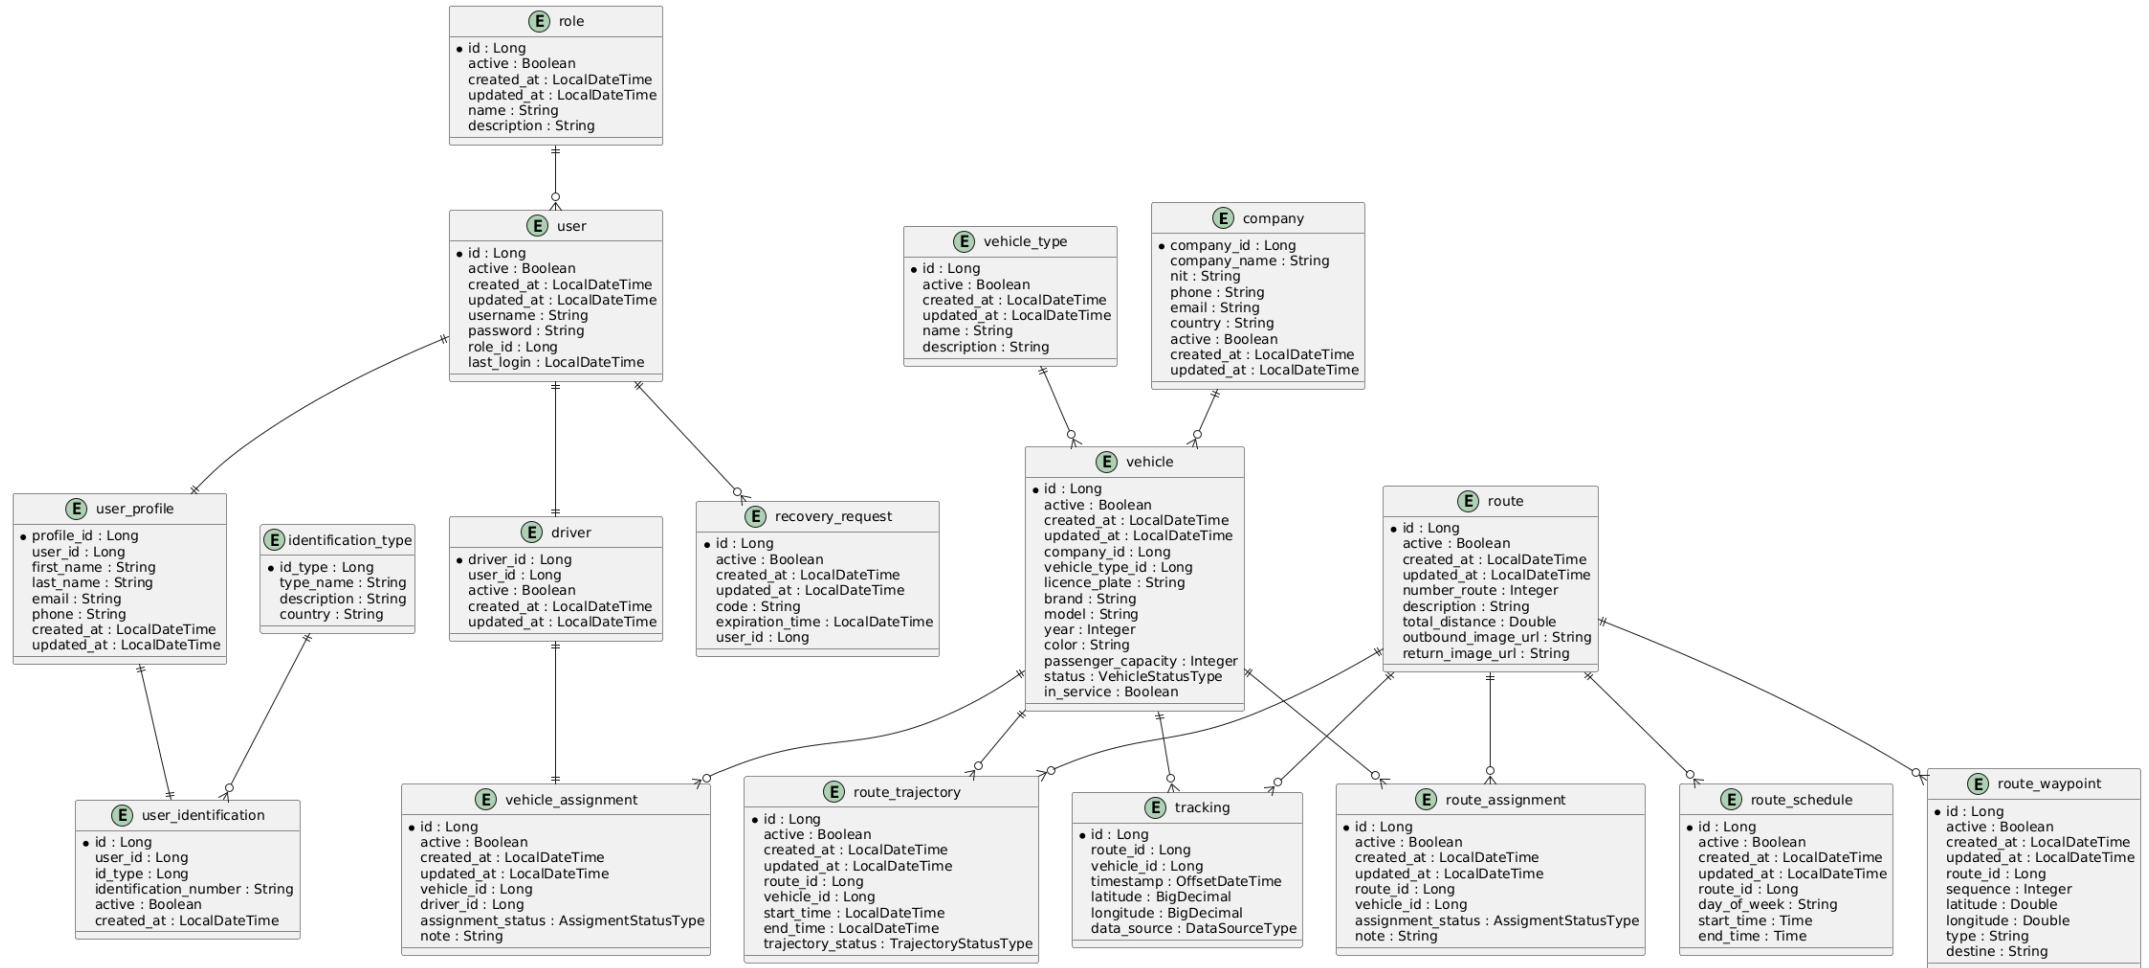 E role
* id : Long
active : Boolean
created_at : LocalDateTime
updated_at : LocalDateTime
name : String
description : String
E user
* id : Long
active : Boolean
created_at : LocalDateTime
updated_at : LocalDateTime
username : String
password : String
role_id : Long
last_login : LocalDateTime
E vehicle_type
* id : Long
active : Boolean
created_at : LocalDateTime
updated_at : LocalDateTime
name : String
description : String
E company
* company_id : Long
company_name : String
nit : String
phone : String
email : String
country : String
active : Boolean
created_at : LocalDateTime
updated_at : LocalDateTime
E user_profile
* profile_id : Long
user_id : Long
first_name : String
last_name : String
email : String
phone : String
created_at : LocalDateTime
updated_at : LocalDateTime
E identification_type
* id_type : Long
type_name : String
description : String
country : String
E driver
* driver_id : Long
user_id : Long
active : Boolean
created_at : LocalDateTime
updated_at : LocalDateTime
E recovery_request
* id : Long
active : Boolean
created_at : LocalDateTime
updated_at : LocalDateTime
code : String
expiration_time : LocalDateTime
user_id : Long
E vehicle
* id : Long
active : Boolean
created_at : LocalDateTime
updated_at : LocalDateTime
company_id : Long
vehicle_type_id : Long
licence_plate : String
brand : String
model : String
year : Integer
color : String
passenger_capacity : Integer
status : VehicleStatusType
in_service : Boolean
E route
* id : Long
active : Boolean
created_at : LocalDateTime
updated_at : LocalDateTime
number_route : Integer
description : String
total_distance : Double
outbound_image_url : String
return_image_url : String
E user_identification
* id : Long
user_id : Long
id_type : Long
identification_number : String
active : Boolean
created_at : LocalDateTime
E vehicle_assignment
* id : Long
active : Boolean
created_at : LocalDateTime
updated_at : LocalDateTime
vehicle_id : Long
driver_id : Long
assignment_status : AssigmentStatusType
note : String
E route_trajectory
* id : Long
active : Boolean
created_at : LocalDateTime
updated_at : LocalDateTime
route_id : Long
vehicle_id : Long
start_time : LocalDateTime
end_time : LocalDateTime
trajectory_status : TrajectoryStatusType
E tracking
* id : Long
route_id : Long
vehicle_id : Long
timestamp : OffsetDateTime
latitude : BigDecimal
longitude : BigDecimal
data_source : DataSourceType
E route_assignment
* id : Long
active : Boolean
created_at : LocalDateTime
updated_at : LocalDateTime
route_id : Long
vehicle_id : Long
assignment_status : AssigmentStatusType
note : String
E route_schedule
* id : Long
active : Boolean
created_at : LocalDateTime
updated_at : LocalDateTime
route_id : Long
day_of_week : String
start_time : Time
end_time : Time
E route_waypoint
* id : Long
active : Boolean
created_at : LocalDateTime
updated_at : LocalDateTime
route_id : Long
sequence : Integer
latitude : Double
longitude : Double
type : String
destine : String